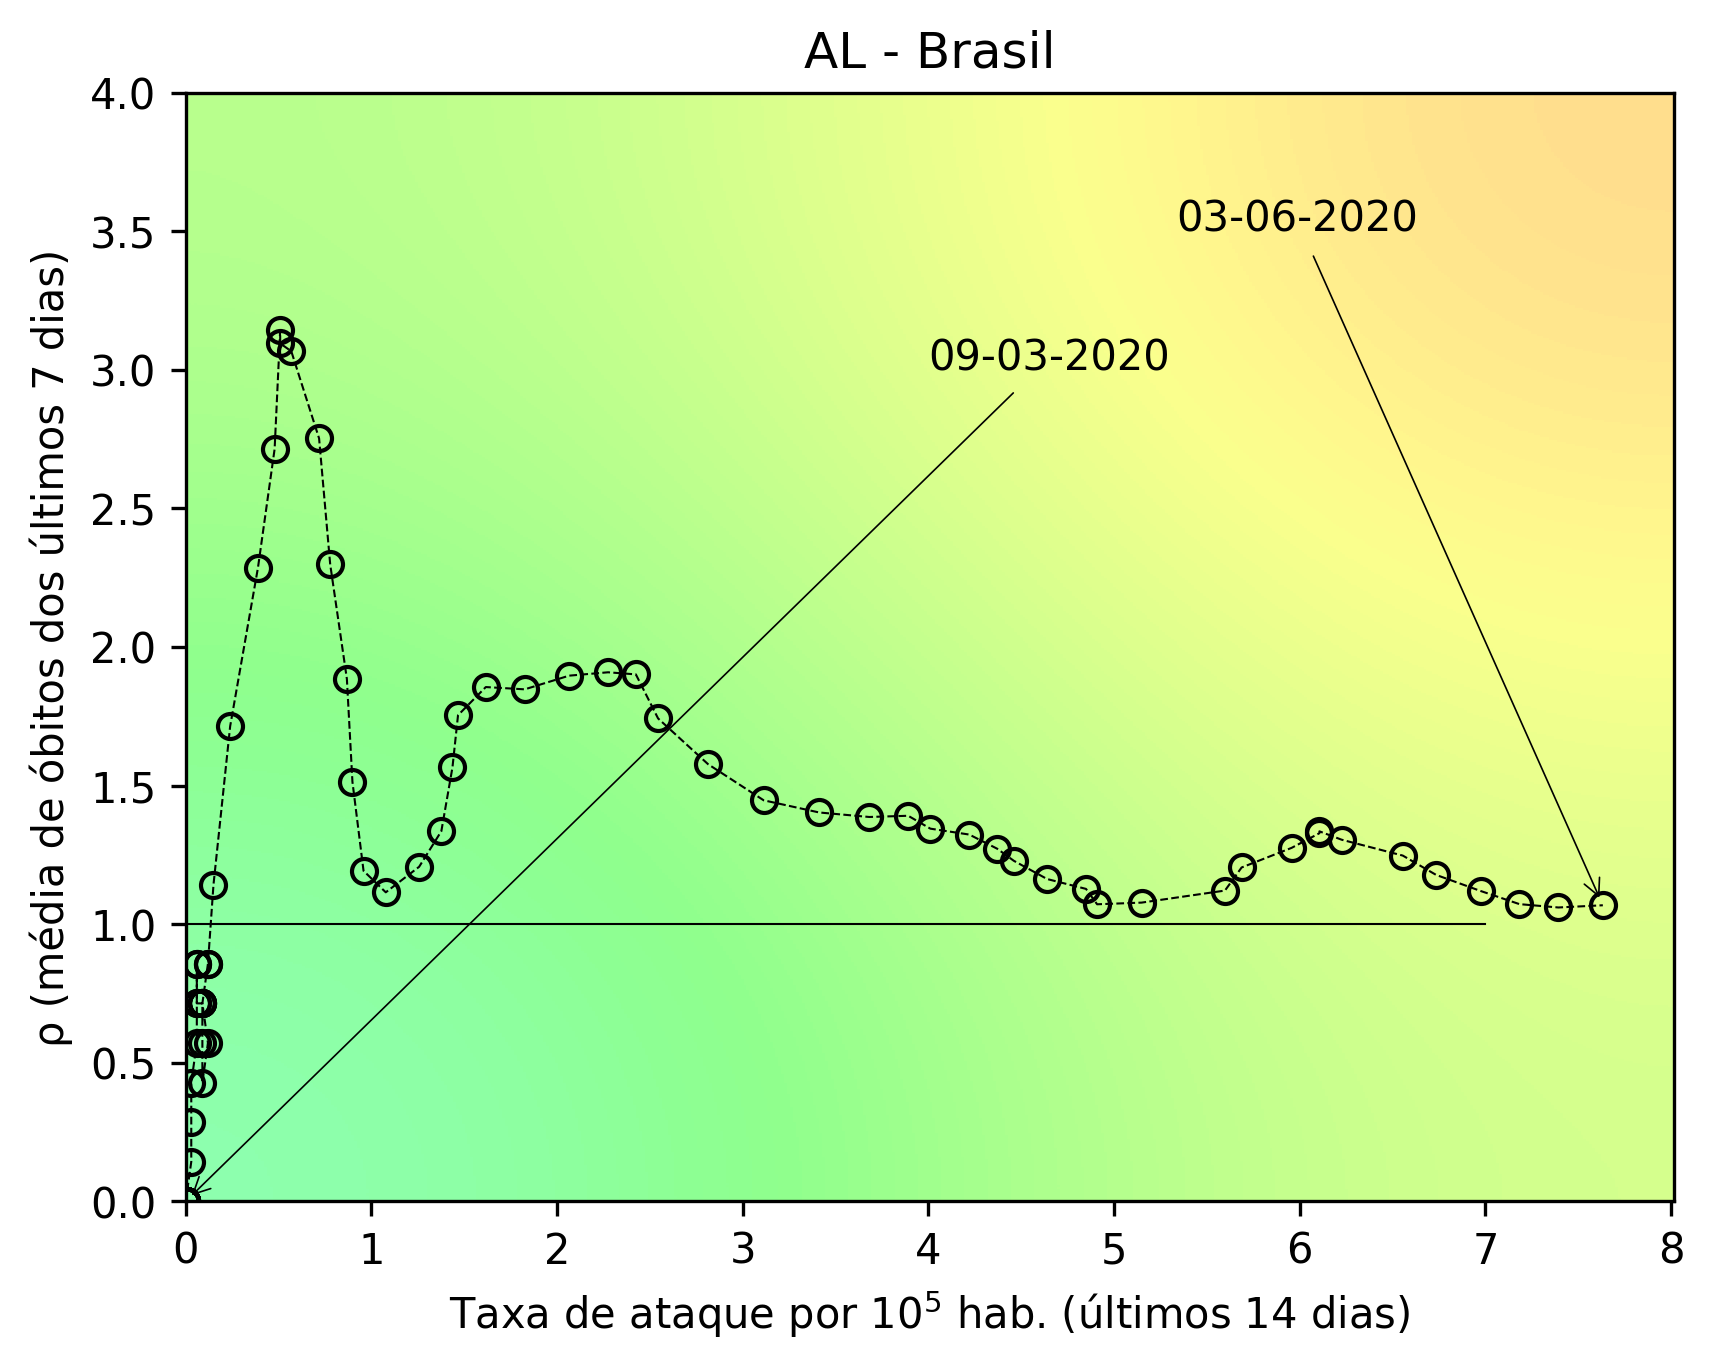 AL - Brasil
4.0
3.5
3.0
2.5
2.0
1.5
1.0
0.5
0.0
ρ (média de óbitos dos últimos 7 dias)
03-06-2020
09-03-2020
0 1 2 3 4 5 6 7 8
Taxa de ataque por 10⁵ hab. (últimos 14 dias)